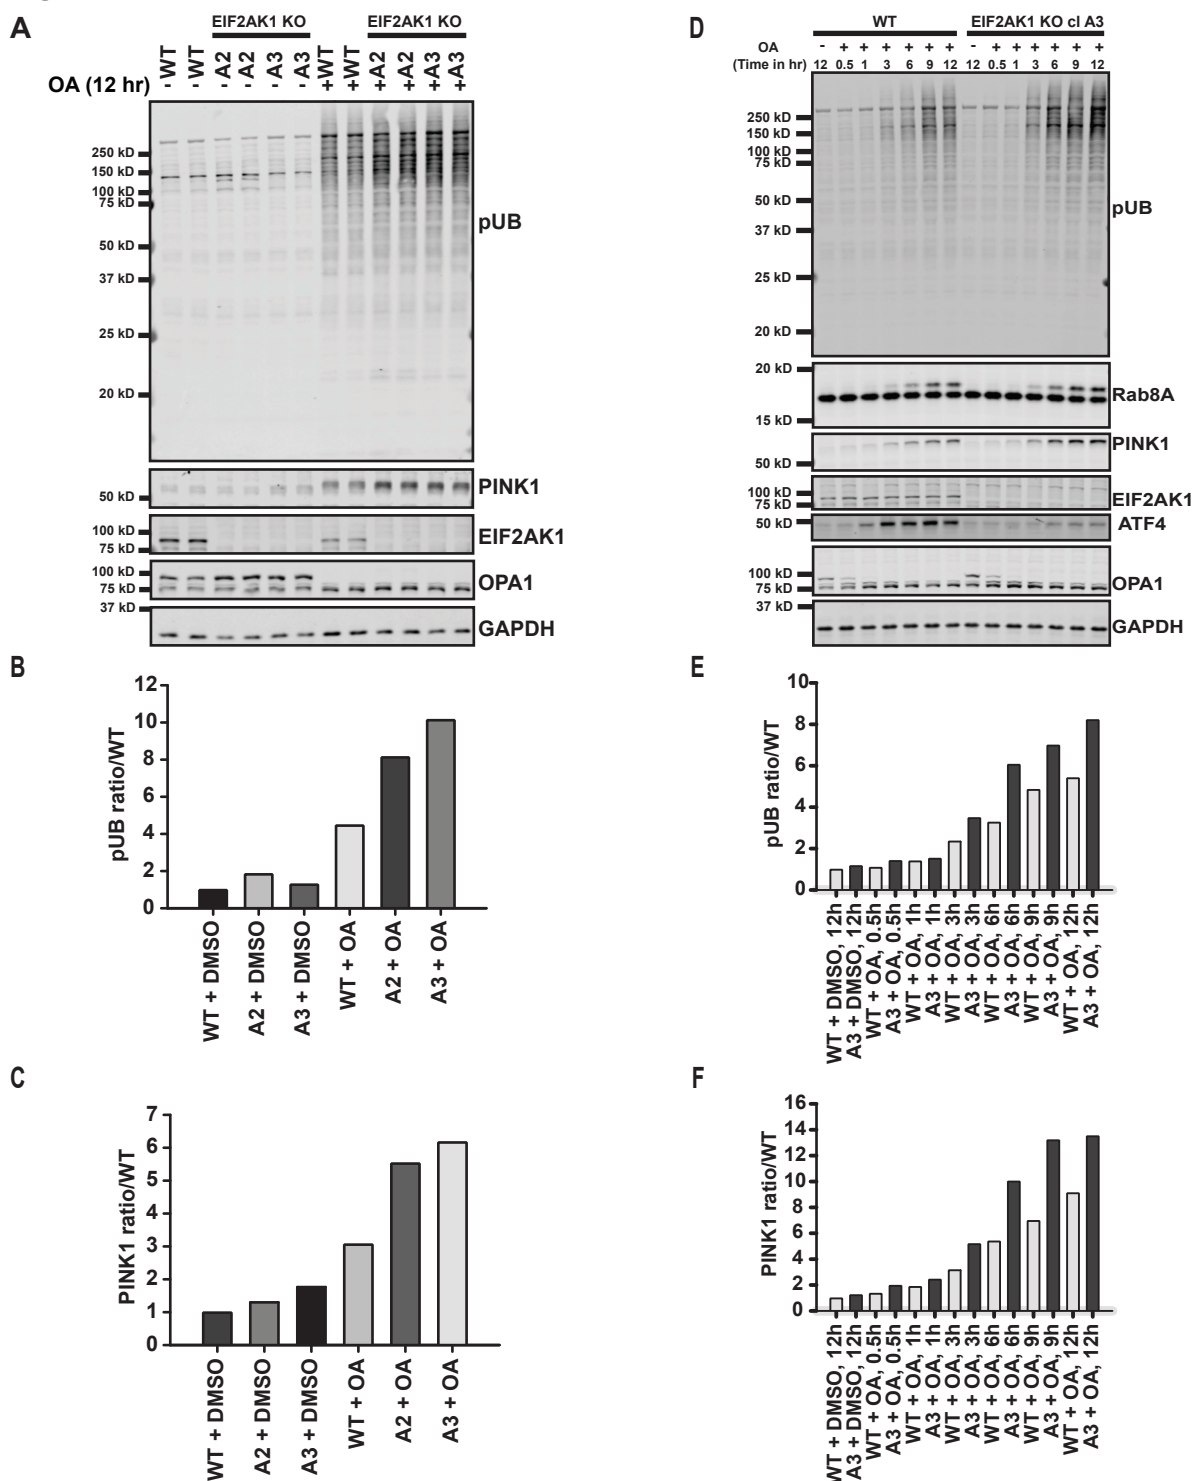 A
EIF2AK1 KO
EIF2AK1 KO
WT
WT
A2
A2
A3
A3
+WT
+WT
+A2
+A2
+A3
+A3
OA (12 hr)
- - - - - -
250 kD
150 kD
100 kD
75 kD
50 kD
37 kD
25 kD
20 kD
pUB
50 kD
PINK1
100 kD
75 kD
EIF2AK1
100 kD
75 kD
OPA1
37 kD
GAPDH
D
WT
EIF2AK1 KO cl A3
OA
- + + + + + + - + + + + + +
(Time in hr)
12 0.5 1 3 6 9 12 12 0.5 1 3 6 9 12
250 kD
150 kD
100 kD
75 kD
50 kD
37 kD
25 kD
20 kD
pUB
20 kD
15 kD
Rab8A
50 kD
PINK1
100 kD
75 kD
EIF2AK1
50 kD
ATF4
100 kD
75 kD
OPA1
37 kD
GAPDH
B
pUB ratio/WT
12
10
8
6
4
2
0
WT + DMSO
A2 + DMSO
A3 + DMSO
WT + OA
A2 + OA
A3 + OA
E
pUB ratio/WT
10
8
6
4
2
0
WT + DMSO, 12h
A3 + DMSO, 12h
WT + OA, 0.5h
A3 + OA, 0.5h
WT + OA, 1h
A3 + OA, 1h
WT + OA, 3h
A3 + OA, 3h
WT + OA, 6h
A3 + OA, 6h
WT + OA, 9h
A3 + OA, 9h
WT + OA, 12h
A3 + OA, 12h
C
PINK1 ratio/WT
7
6
5
4
3
2
1
0
WT + DMSO
A2 + DMSO
A3 + DMSO
WT + OA
A2 + OA
A3 + OA
F
PINK1 ratio/WT
16
14
12
10
8
6
4
2
0
WT + DMSO, 12h
A3 + DMSO, 12h
WT + OA, 0.5h
A3 + OA, 0.5h
WT + OA, 1h
A3 + OA, 1h
WT + OA, 3h
A3 + OA, 3h
WT + OA, 6h
A3 + OA, 6h
WT + OA, 9h
A3 + OA, 9h
WT + OA, 12h
A3 + OA, 12h